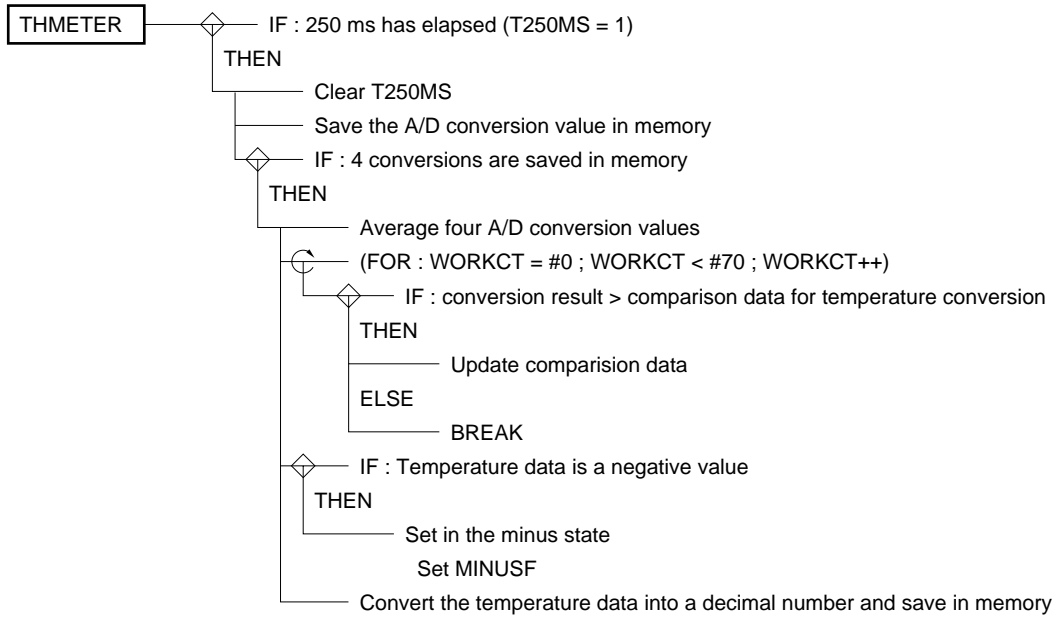 THMETER
IF : 250 ms has elapsed (T250MS = 1)
THEN
Clear T250MS
Save the A/D conversion value in memory
IF : 4 conversions are saved in memory
THEN
Average four A/D conversion values
(FOR : WORKCT = #0 ; WORKCT < #70 ; WORKCT++)
IF : conversion result > comparison data for temperature conversion
THEN
Update comparision data
ELSE
BREAK
IF : Temperature data is a negative value
THEN
Set in the minus state
Set MINUSF
Convert the temperature data into a decimal number and save in memory